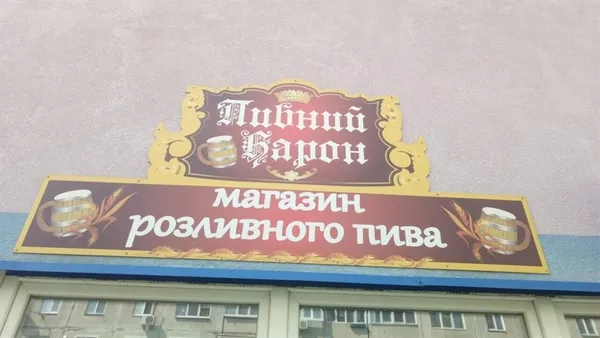 Пивний
Барон
магазин
розливного пива